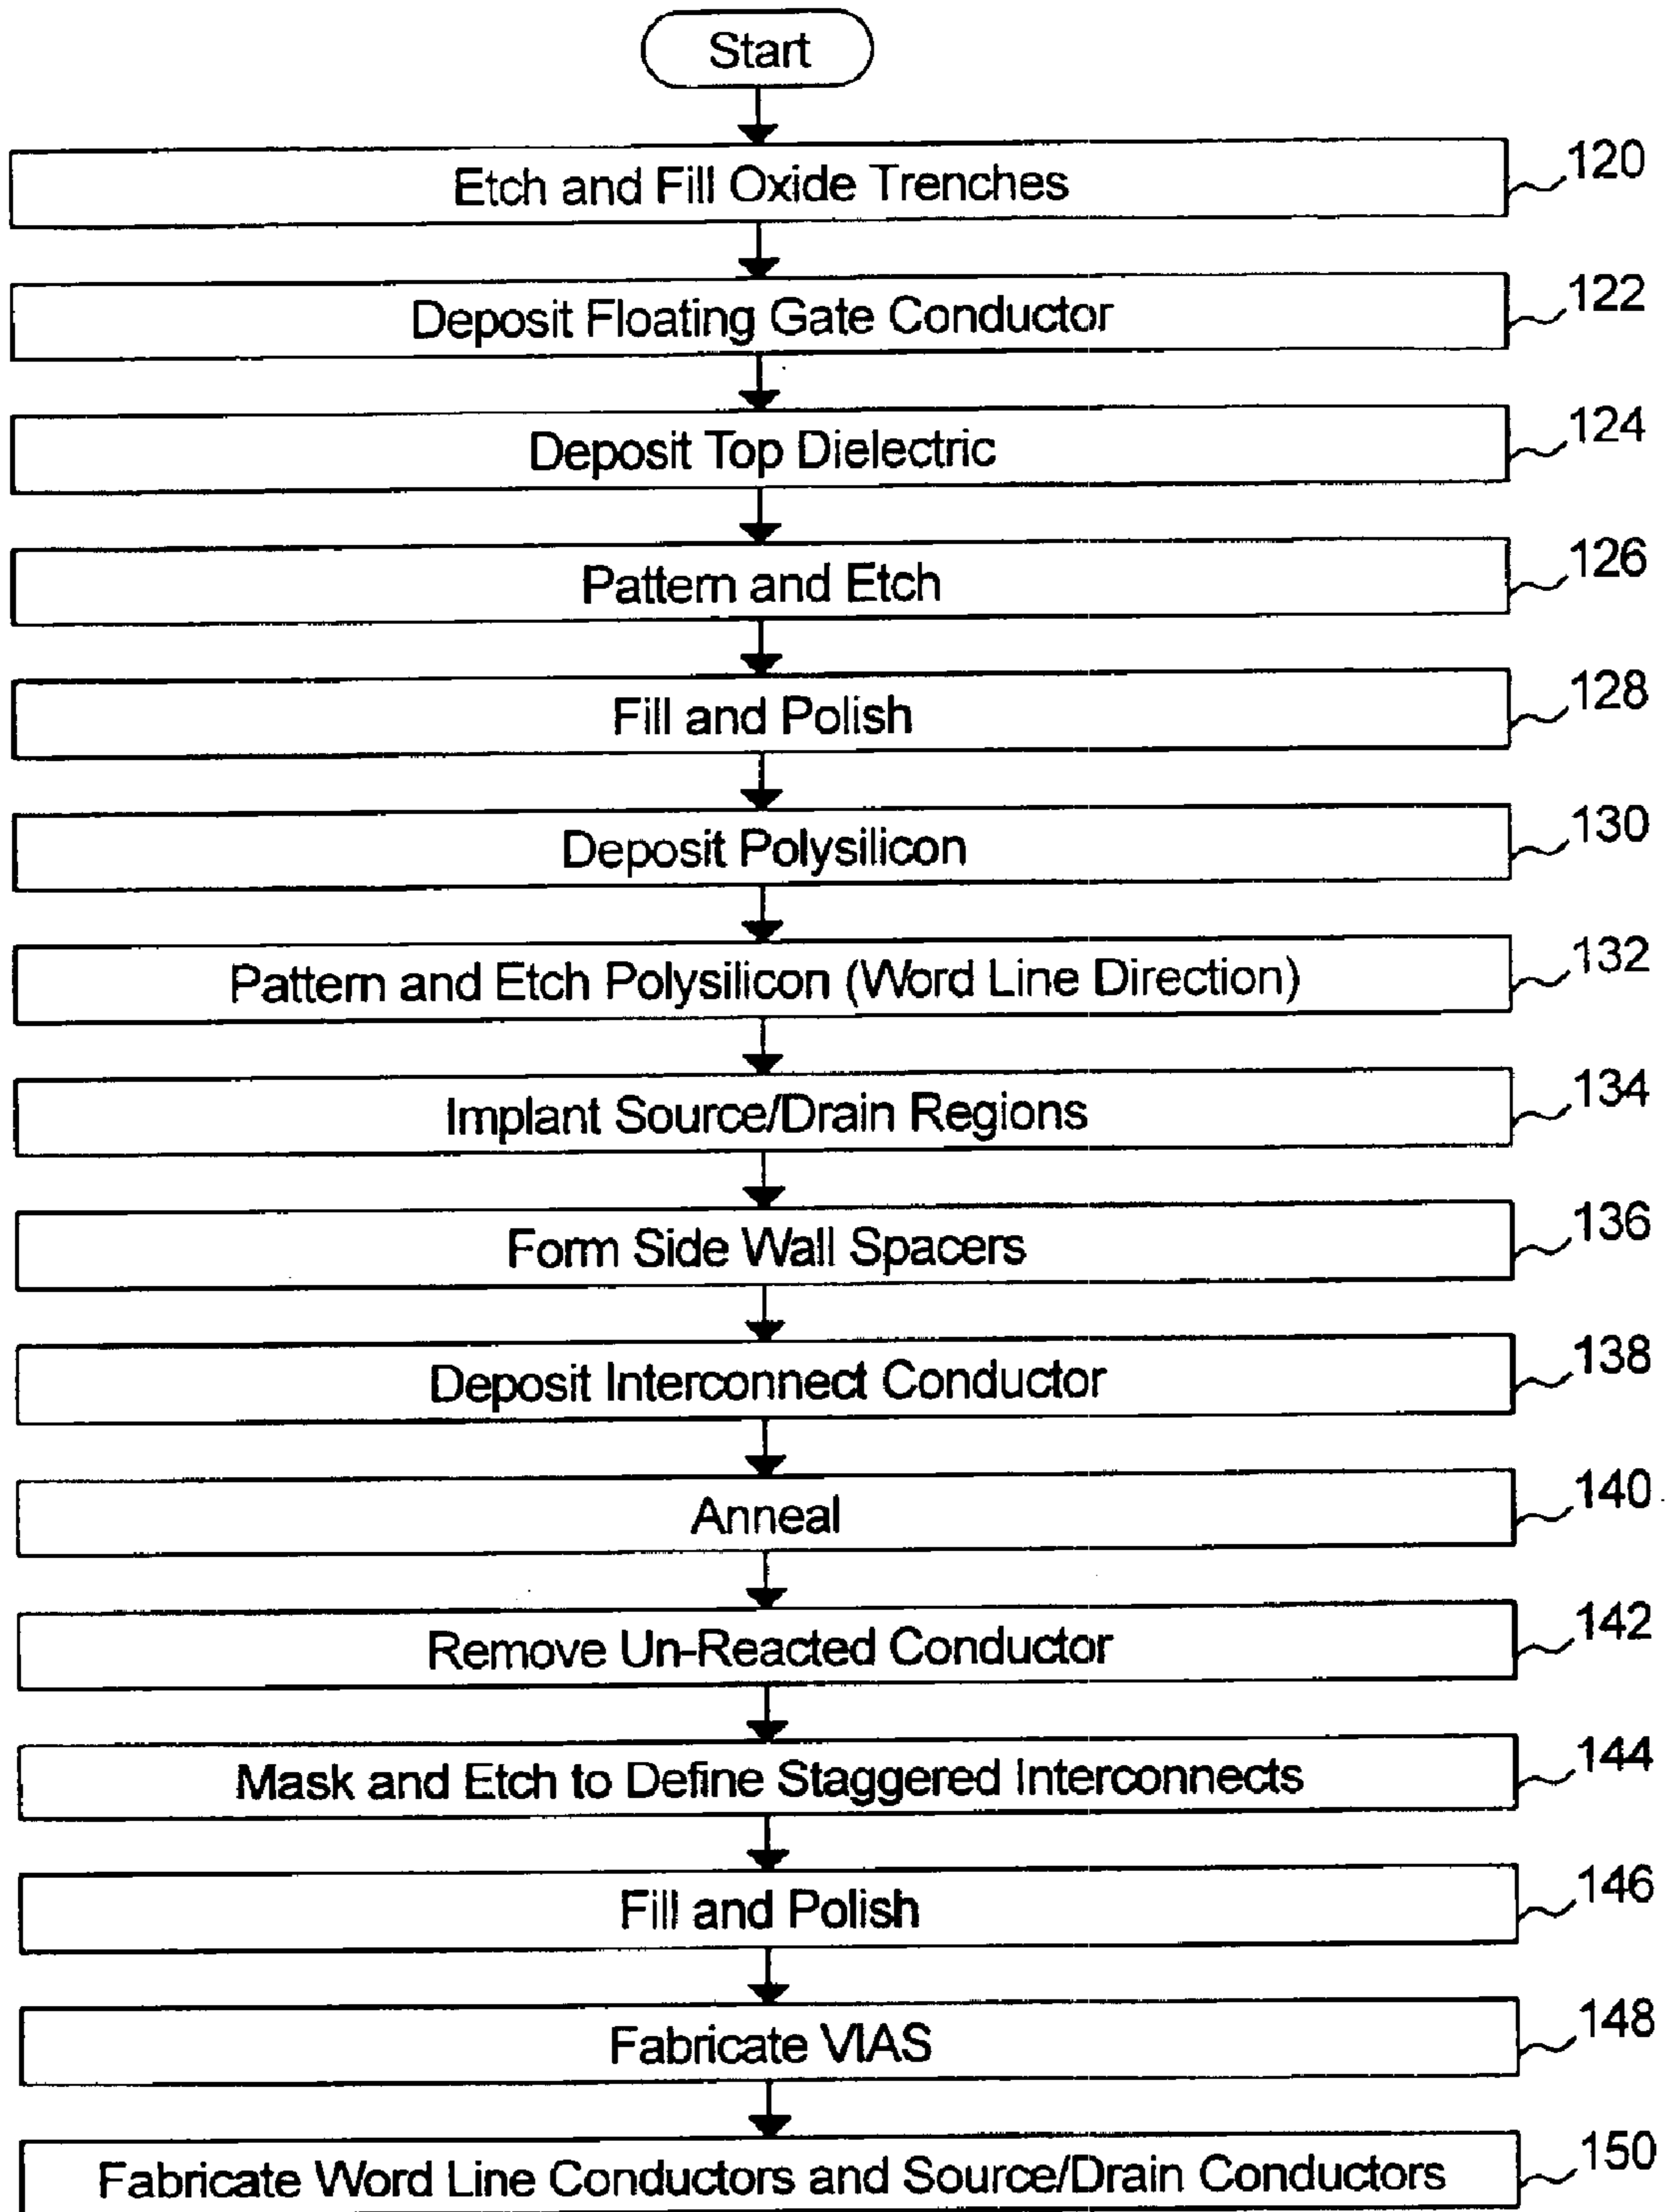 Start
Etch and Fill Oxide Trenches 120
Deposit Floating Gate Conductor 122
Deposit Top Dielectric 124
Pattern and Etch 126
Fill and Polish 128
Deposit Polysilicon 130
Pattern and Etch Polysilicon (Word Line Direction) 132
Implant Source/Drain Regions 134
Form Side Wall Spacers 136
Deposit Interconnect Conductor 138
Anneal 140
Remove Un-Reacted Conductor 142
Mask and Etch to Define Staggered Interconnects 144
Fill and Polish 146
Fabricate VIAS 148
Fabricate Word Line Conductors and Source/Drain Conductors 150